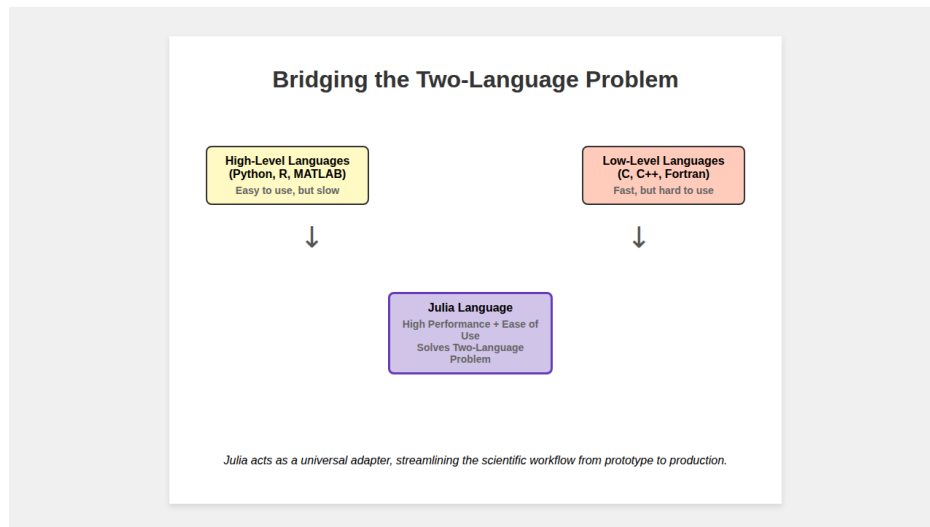 Bridging the Two-Language Problem
High-Level Languages
(Python, R, MATLAB)
Easy to use, but slow
Low-Level Languages
(C, C++, Fortran)
Fast, but hard to use
↓
↓
Julia Language
High Performance + Ease of
Use
Solves Two-Language
Problem
Julia acts as a universal adapter, streamlining the scientific workflow from prototype to production.